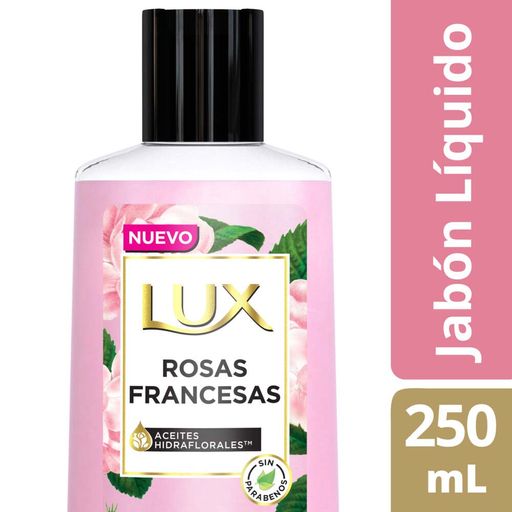 NUEVO
LUX
ROSAS
FRANCESAS
ACEITES
HIDRAFLORALES™
SIN
PARABENOS
Jabón Líquido
250
mL